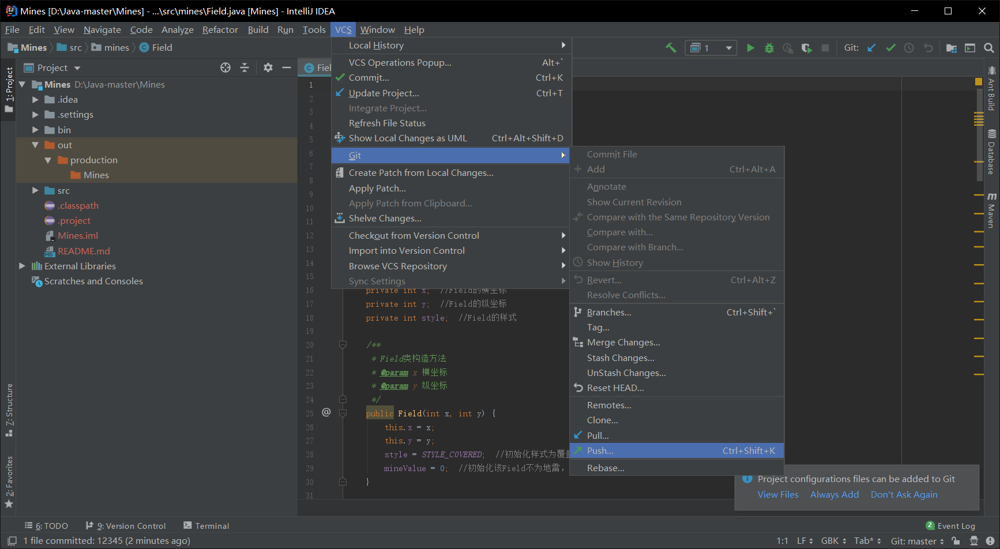 Mines [D:\Java-master\Mines] - ...\src\mines\Field.java [Mines] - IntelliJ IDEA
File Edit View Navigate Code Analyze Refactor Build Run Tools VCS Window Help
Mines src mines Field
1
Git:
1: Project
Project
Mines D:\Java-master\Mines
.idea
.settings
bin
out
production
Mines
src
.classpath
.project
Mines.iml
README.md
External Libraries
Scratches and Consoles
7: Structure
2: Favorites
Local History
VCS Operations Popup... Alt+`
Commit... Ctrl+K
Update Project... Ctrl+T
Integrate Project...
Refresh File Status
Show Local Changes as UML Ctrl+Alt+Shift+D
Git
Create Patch from Local Changes...
Apply Patch...
Apply Patch from Clipboard...
Shelve Changes...
Checkout from Version Control
Import into Version Control
Browse VCS Repository
Sync Settings
Commit File
Add Ctrl+Alt+A
Annotate
Show Current Revision
Compare with the Same Repository Version
Compare with...
Compare with Branch...
Show History
Revert... Ctrl+Alt+Z
Resolve Conflicts...
Branches... Ctrl+Shift+`
Tag...
Merge Changes...
Stash Changes...
UnStash Changes...
Reset HEAD...
Remotes...
Clone...
Pull...
Push... Ctrl+Shift+K
Rebase...
1
2
3
4
5
6
7
8
9
10
11
12
13
14
15
16 private int x; //Field的横坐标
17 private int y; //Field的纵坐标
18 private int style; //Field的样式
19
20 /**
21 * Field类构造方法
22 * @param x 横坐标
23 * @param y 纵坐标
24 */
25 @ public Field(int x, int y) {
26 this.x = x;
27 this.y = y;
28 style = STYLE_COVERED; //初始化样式为覆盖
29 mineValue = 0; //初始化该Field不为地雷，
30 }
31
Ant Build
Database
Maven
Project configurations files can be added to Git
View Files Always Add Don't Ask Again
6: TODO 9: Version Control Terminal 2 Event Log
1 file committed: 12345 (2 minutes ago) 1:1 LF GBK Tab* Git: master